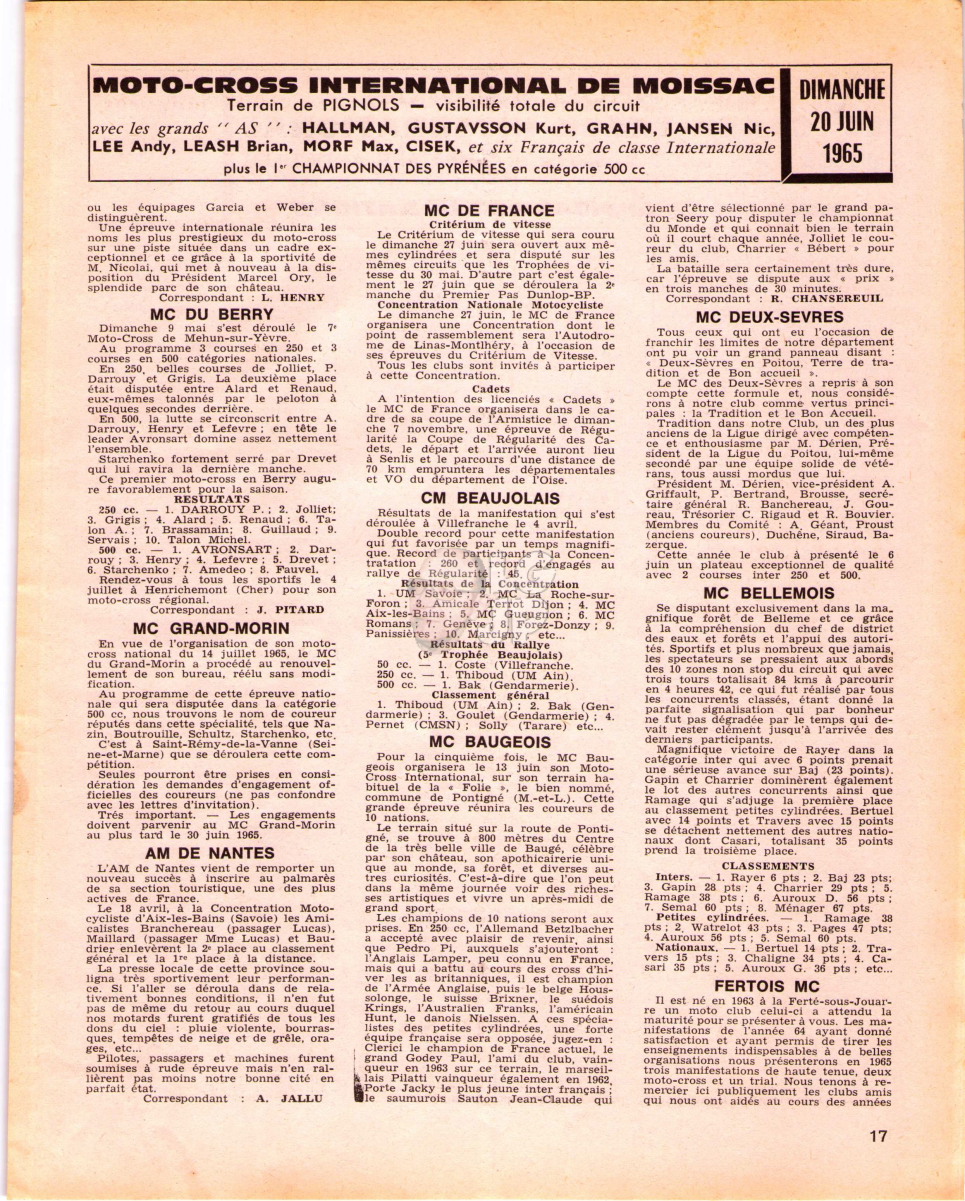 MOTO-CROSS INTERNATIONAL DE MOISSAC
Terrain de PIGNOLS — visibilité totale du circuit
avec les grands " AS " : HALLMAN, GUSTAVSSON Kurt, GRAHN, JANSEN Nic,
LEE Andy, LEASH Brian, MORF Max, CISEK, et six Français de classe Internationale
plus le 1er CHAMPIONNAT DES PYRÉNÉES en catégorie 500 cc
DIMANCHE
20 JUIN
1965
ou les équipages Garcia et Weber se
distinguèrent.
Une épreuve internationale réunira les
noms les plus prestigieux du moto-cross
sur une piste située dans un cadre ex-
ceptionnel et ce grâce à la sportivité de
M. Nicolaï, qui met à nouveau à la dis-
position du Président Marcel Ory, le
splendide parc de son château.
Correspondant : L. HENRY
MC DU BERRY
Dimanche 9 mai s'est déroulé le 7e
Moto-Cross de Mehun-sur-Yèvre.
Au programme 3 courses en 250 et 3
courses en 500 catégories nationales.
En 250, belles courses de Jolliet, P.
Darrouy et Grigis. La deuxième place
était disputée entre Alard et Renaud,
eux-mêmes talonnés par le peloton à
quelques secondes derrière.
En 500, la lutte se circonscrit entre A.
Darrouy, Henry et Lefevre ; en tête le
leader Avronsart domine assez nettement
l'ensemble.
Starchenko fortement serré par Drevet
qui lui ravira la dernière manche.
Ce premier moto-cross en Berry augu-
re favorablement pour la saison.
RESULTATS
250 cc. — 1. DARROUY P. ; 2. Jolliet;
3. Grigis ; 4. Alard ; 5. Renaud ; 6. Ta-
lon A. ; 7. Brassamain; 8. Guillaud ; 9.
Servais ; 10. Talon Michel.
500 cc. — 1. AVRONSART ; 2. Dar-
rouy ; 3. Henry ; 4. Lefevre ; 5. Drevet ;
6. Starchenko ; 7. Amedeo ; 8. Fauvel.
Rendez-vous à tous les sportifs le 4
juillet à Henrichemont (Cher) pour son
moto-cross régional.
Correspondant : J. PITARD
MC GRAND-MORIN
En vue de l'organisation de son moto-
cross national du 14 juillet 1965, le MC
du Grand-Morin a procédé au renouvel-
lement de son bureau, réélu sans modi-
fication.
Au programme de cette épreuve natio-
nale qui sera disputée dans la catégorie
500 cc, nous trouvons le nom de coureur
réputés dans cette spécialité, tels que Na-
zin, Boutrouille, Schultz, Starchenko, etc.
C'est à Saint-Rémy-de-la-Vanne (Sei-
ne-et-Marne) que se déroulera cette com-
pétition.
Seules pourront être prises en consi-
dération les demandes d'engagement of-
ficielles des coureurs (ne pas confondre
avec les lettres d'invitation).
Trés important. — Les engagements
doivent parvenir au MC Grand-Morin
au plus tard le 30 juin 1965.
AM DE NANTES
L'AM de Nantes vient de remporter un
nouveau succès à inscrire au palmarès
de sa section touristique, une des plus
actives de France.
Le 18 avril, à la Concentration Moto-
cycliste d'Aix-les-Bains (Savoie) les Ami-
calistes Branchereau (passager Lucas),
Maillard (passager Mme Lucas) et Bau-
drier enlevèrent la 2e place au classement
général et la 1re place à la distance.
La presse locale de cette province sou-
ligna très sportivement leur performan-
ce. Si l'aller se déroula dans de rela-
tivement bonnes conditions, il n'en fut
pas de même du retour au cours duquel
nos motards furent gratifiés de tous les
dons du ciel : pluie violente, bourras-
ques, tempêtes de neige et de grêle, ora-
ges, etc...
Pilotes, passagers et machines furent
soumises à rude épreuve mais n'en ral-
lièrent pas moins notre bonne cité en
parfait état.
Correspondant : A. JALLU
MC DE FRANCE
Critérium de vitesse
Le Critérium de vitesse qui sera couru
le dimanche 27 juin sera ouvert aux mê-
mes cylindrées et sera disputé sur les
mêmes circuits que les Trophées de vi-
tesse du 30 mai. D'autre part c'est égale-
ment le 27 juin que se déroulera la 2e
manche du Premier Pas Dunlop-BP.
Concentration Nationale Motocycliste
Le dimanche 27 juin, le MC de France
organisera une Concentration dont le
point de rassemblement sera l'Autodro-
me de Linas-Montlhéry, à l'occasion de
ses épreuves du Critérium de Vitesse.
Tous les clubs sont invités à participer
à cette Concentration.
Cadets
A l'intention des licenciés « Cadets »
le MC de France organisera dans le ca-
dre de sa coupe de l'Armistice le diman-
che 7 novembre, une épreuve de Régu-
larité la Coupe de Régularité des Ca-
dets, le départ et l'arrivée auront lieu
à Senlis et le parcours d'une distance de
70 km empruntera les départementales
et VO du département de l'Oise.
CM BEAUJOLAIS
Résultats de la manifestation qui s'est
déroulée à Villefranche le 4 avril.
Double record pour cette manifestation
qui fut favorisée par un temps magnifi-
que. Record de participants à la Concen-
tratation : 260 et record d'engagés au
rallye de Régularité : 45.
Résultats de la Concentration
1. UM Savoie ; 2. MC La Roche-sur-
Foron ; 3. Amicale Terrot Dijon ; 4. MC
Aix-les-Bains ; 5. MC Gueugnon ; 6. MC
Romans ; 7. Genève ; 8. Forez-Donzy ; 9.
Panissières ; 10. Marcigny ; etc...
Résultats du Rallye
(5e Trophée Beaujolais)
50 cc. — 1. Coste (Villefranche.
250 cc. — 1. Thiboud (UM Ain).
500 cc. — 1. Bak (Gendarmerie).
Classement général
1. Thiboud (UM Ain) ; 2. Bak (Gen-
darmerie) ; 3. Goulet (Gendarmerie) ; 4.
Pernet (CMSN) ; Solly (Tarare) etc...
MC BAUGEOIS
Pour la cinquième fois, le MC Bau-
geois organisera le 13 juin son Moto-
Cross International, sur son terrain ha-
bituel de la « Folie », le bien nommé,
commune de Pontigné (M.-et-L.). Cette
grande épreuve réunira les coureurs de
10 nations.
Le terrain situé sur la route de Ponti-
gné, se trouve à 800 mètres du Centre
de la très belle ville de Baugé, célèbre
par son château, son apothicairerie uni-
que au monde, sa forêt, et diverses au-
tres curiosités. C'est-à-dire que l'on peut
dans la même journée voir des riches-
ses artistiques et vivre un après-midi de
grand sport.
Les champions de 10 nations seront aux
prises. En 250 cc, l'Allemand Betzlbacher
a accepté avec plaisir de revenir, ainsi
que Pedro Pi, auxquels s'ajouteront :
l'Anglais Lamper, peu connu en France,
mais qui a battu au cours des cross d'hi-
ver les as britanniques, il est champion
de l'Armée Anglaise, puis le belge Hous-
solonge, le suisse Brixner, le suédois
Krings, l'Australien Franks, l'américain
Hunt, le danois Nielssen. A ces spécia-
listes des petites cylindrées, une forte
équipe française sera opposée, jugez-en :
Clerici le champion de France actuel, le
grand Godey Paul, l'ami du club, vain-
queur en 1963 sur ce terrain, le marseil-
lais Pilatti vainqueur également en 1962,
Porte Jacky le plus jeune inter français ;
le saumurois Sauton Jean-Claude qui
vient d'être sélectionné par le grand pa-
tron Seery pour disputer le championnat
du Monde et qui connait bien le terrain
où il court chaque année, Jolliet le cou-
reur du club, Charrier « Bébert » pour
les amis.
La bataille sera certainement très dure,
car l'épreuve se dispute aux « prix »
en trois manches de 30 minutes.
Correspondant : R. CHANSEREUIL
MC DEUX-SEVRES
Tous ceux qui ont eu l'occasion de
franchir les limites de notre département
ont pu voir un grand panneau disant :
« Deux-Sèvres en Poitou, Terre de tra-
dition et de Bon accueil ».
Le MC des Deux-Sèvres a repris à son
compte cette formule et, nous considé-
rons à notre club comme vertus princi-
pales : la Tradition et le Bon Accueil.
Tradition dans notre Club, un des plus
anciens de la Ligue dirigé avec compéten-
ce et enthousiasme par M. Dérien, Pré-
sident de la Ligue du Poitou, lui-même
secondé par une équipe solide de vété-
rans, tous aussi mordus que lui.
Président M. Dérien, vice-président A.
Griffault, P. Bertrand, Brousse, secré-
taire général R. Banchereau, J. Gou-
reau, Trésorier C. Rigaud et R. Bouvier.
Membres du Comité : A. Géant, Proust
(anciens coureurs), Duchêne, Siraud, Ba-
zerque.
Cette année le club à présenté le 6
juin un plateau exceptionnel de qualité
avec 2 courses inter 250 et 500.
MC BELLEMOIS
Se disputant exclusivement dans la ma-
gnifique forêt de Belleme et ce grâce
à la compréhension du chef de district
des eaux et forêts et l'appui des autori-
tés. Sportifs et plus nombreux que jamais,
les spectateurs se pressaient aux abords
des 10 zones non stop du circuit qui avec
trois tours totalisait 84 kms à parcourir
en 4 heures 42, ce qui fut réalisé par tous
les concurrents classés, étant donné la
parfaite signalisation qui par bonheur
ne fut pas dégradée par le temps qui de-
vait rester clément jusqu'à l'arrivée des
derniers participants.
Magnifique victoire de Rayer dans la
catégorie inter qui avec 6 points prenait
une sérieuse avance sur Baj (23 points).
Gapin et Charrier dominèrent également
le lot des autres concurrents ainsi que
Ramage qui s'adjuge la première place
au classement petites cylindrées. Bertuel
avec 14 points et Travers avec 15 points
se détachent nettement des autres natio-
naux dont Casari, totalisant 35 points
prend la troisième place.
CLASSEMENTS
Inters. — 1. Rayer 6 pts ; 2. Baj 23 pts;
3. Gapin 28 pts ; 4. Charrier 29 pts ; 5.
Ramage 38 pts ; 6. Auroux D. 56 pts ;
7. Semal 60 pts ; 8. Ménager 67 pts.
Petites cylindrées. — 1. Ramage 38
pts ; 2. Watrelot 43 pts ; 3. Pages 47 pts;
4. Auroux 56 pts ; 5. Semal 60 pts.
Nationaux. — 1. Bertuel 14 pts ; 2. Tra-
vers 15 pts ; 3. Chaligne 34 pts ; 4. Ca-
sari 35 pts ; 5. Auroux G. 36 pts ; etc...
FERTOIS MC
Il est né en 1963 à la Ferté-sous-Jouar-
re un moto club celui-ci a attendu la
maturité pour se présenter à vous. Les ma-
nifestations de l'année 64 ayant donné
satisfaction et ayant permis de tirer les
enseignements indispensables à de belles
organisations nous présenterons en 1965
trois manifestations de haute tenue, deux
moto-cross et un trial. Nous tenons à re-
mercier ici publiquement les clubs amis
qui nous ont aidés au cours des années
17